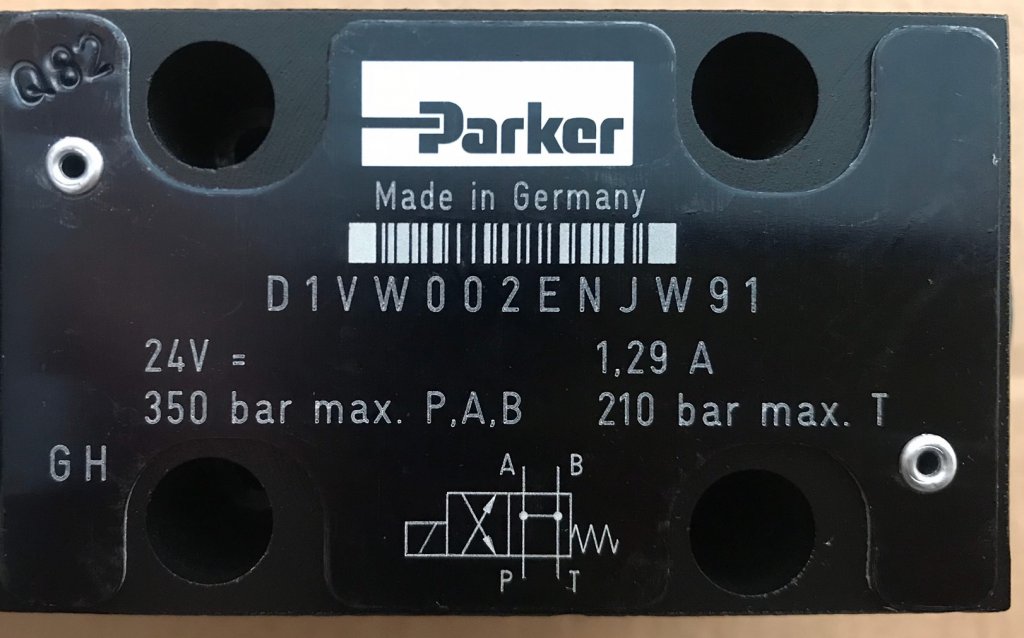 Q82
Parker
Made in Germany
D1VW002ENJW91
24V = 1,29 A
350 bar max. P,A,B 210 bar max. T
GH
A B
P T